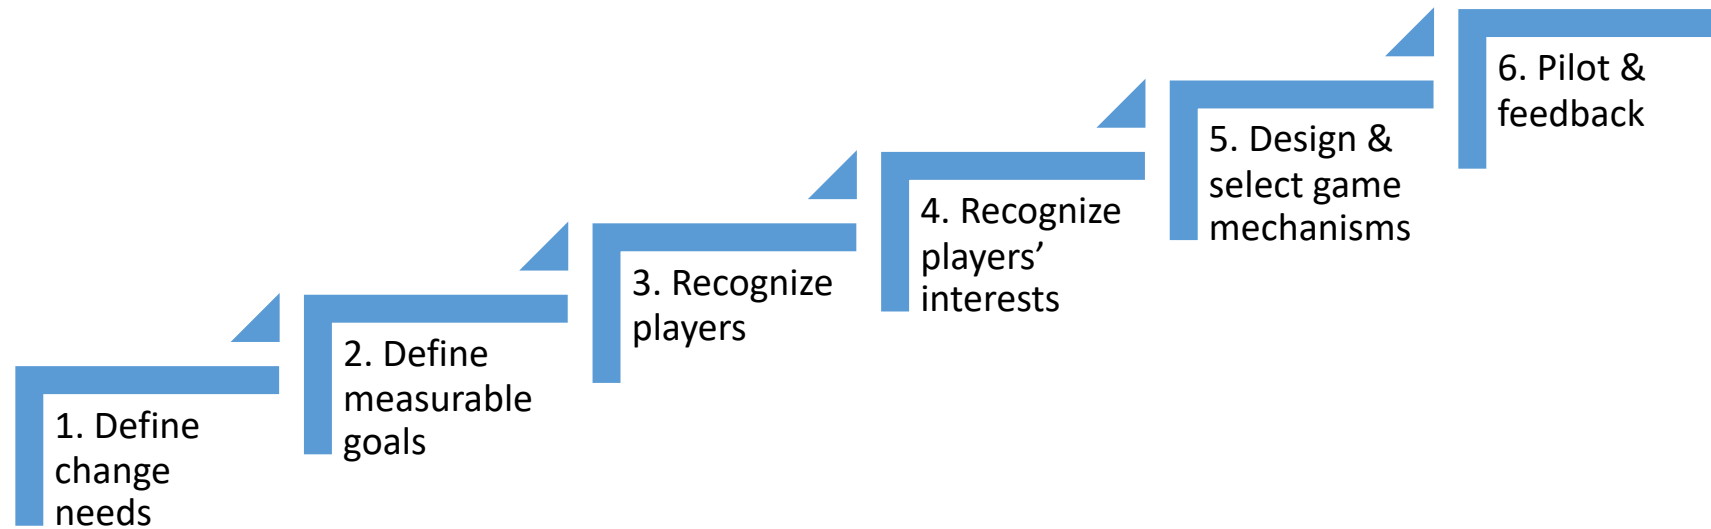 1. Define
change
needs
2. Define
measurable
goals
3. Recognize
players
4. Recognize
players’
interests
5. Design &
select game
mechanisms
6. Pilot &
feedback